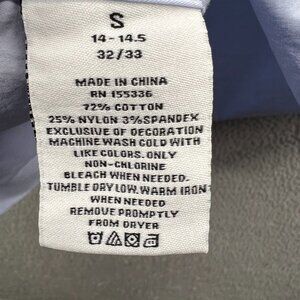 S
14 - 14.5
32/33
MADE IN CHINA
RN 155336
72% COTTON
25% NYLON 3%SPANDEX
EXCLUSIVE OF DECORATION
MACHINE WASH COLD WITH
LIKE COLORS. ONLY
NON-CHLORINE
BLEACH WHEN NEEDED.
TUMBLE DRY LOW. WARM IRON
WHEN NEEDED
REMOVE PROMPTLY
FROM DRYER